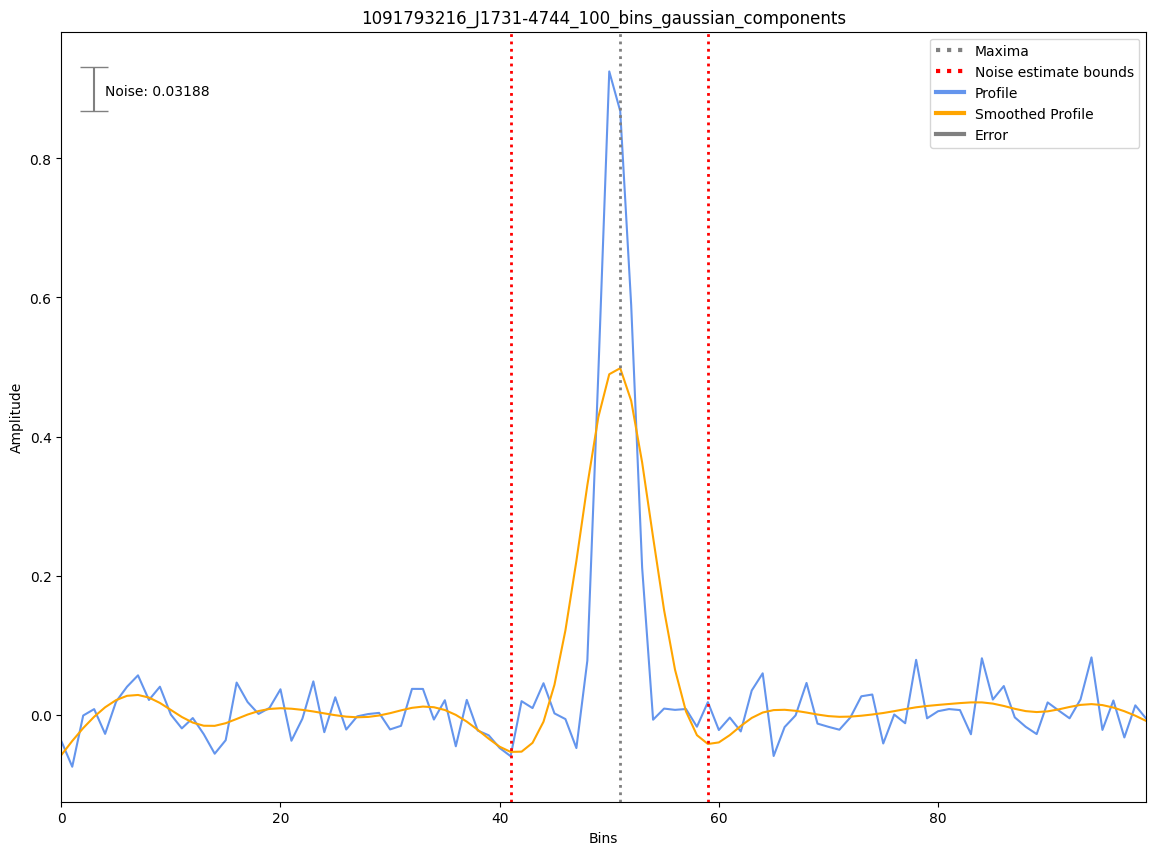 1091793216_J1731-4744_100_bins_gaussian_components
Noise: 0.03188
Maxima
Noise estimate bounds
Profile
Smoothed Profile
Error
Amplitude
0.8
0.6
0.4
0.2
0.0
0
20
40
60
80
Bins